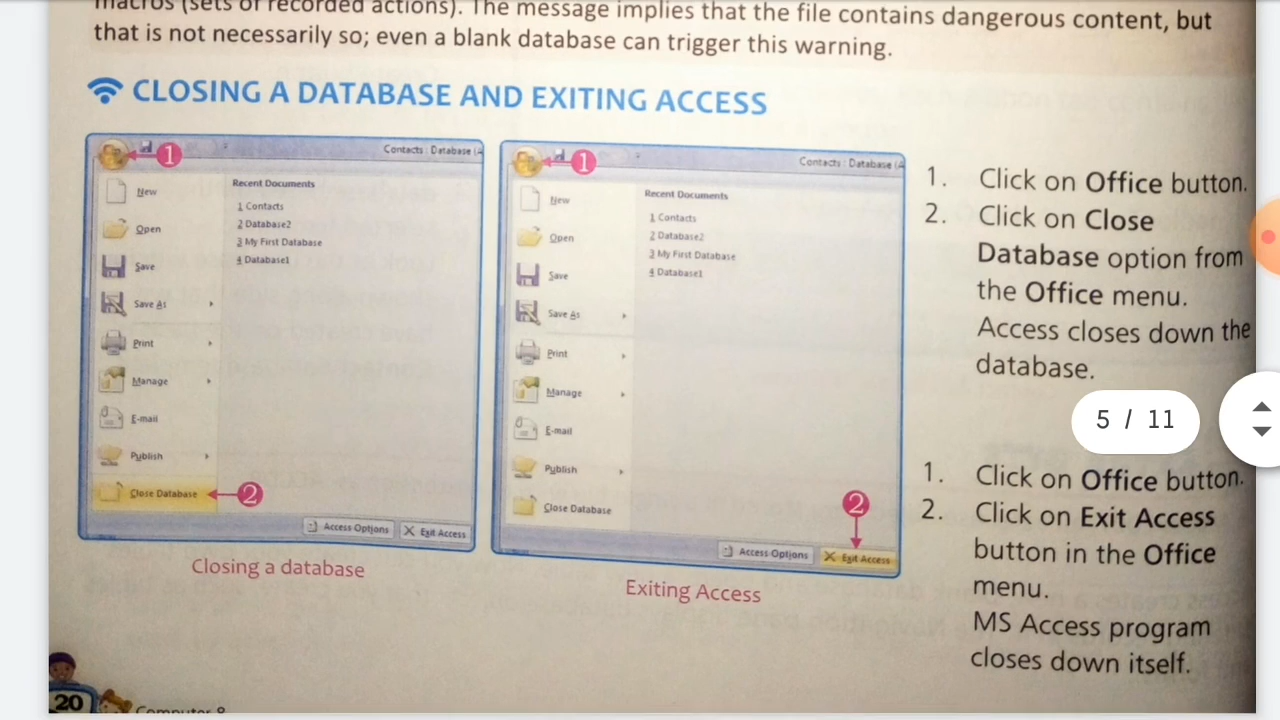 macros (sets of recorded actions). The message implies that the file contains dangerous content, but
that is not necessarily so; even a blank database can trigger this warning.
CLOSING A DATABASE AND EXITING ACCESS
1
Contacts : Database (A
New
Open
Save
Save As
Print
Manage
E-mail
Publish
Close Database
2
Recent Documents
1 Contacts
2 Database2
3 My First Database
4 Database1
Access Options
Exit Access
Closing a database
1
Contacts : Database (A
New
Open
Save
Save As
Print
Manage
E-mail
Publish
Close Database
Recent Documents
1 Contacts
2 Database2
3 My First Database
4 Database1
2
Access Options
Exit Access
Exiting Access
1. Click on Office button.
2. Click on Close
Database option from
the Office menu.
Access closes down the
database.
5 / 11
1. Click on Office button.
2. Click on Exit Access
button in the Office
menu.
MS Access program
closes down itself.
20
Computer 8